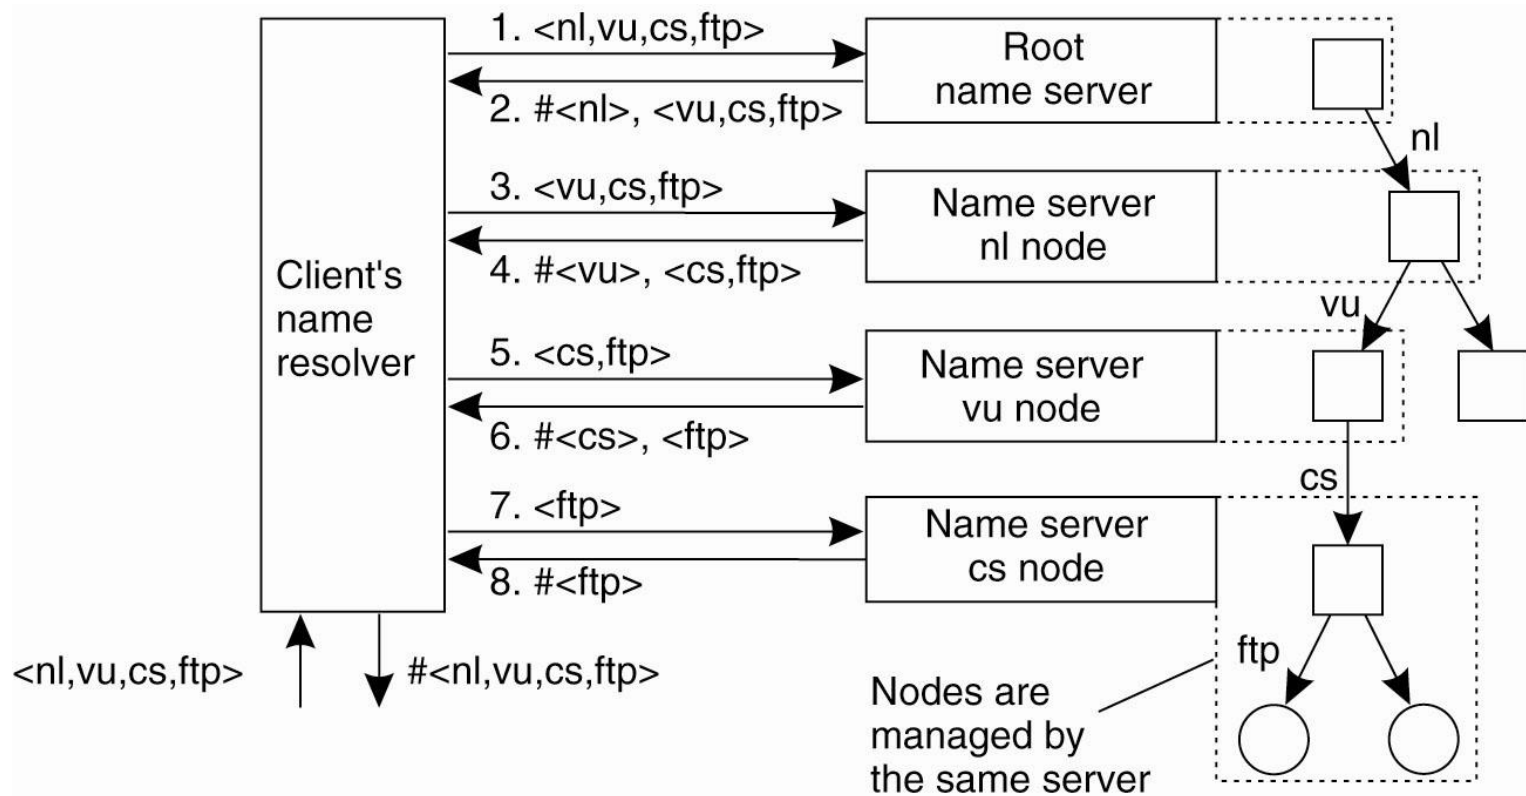 1. <nl,vu,cs,ftp>
Root
name server
2. #<nl>, <vu,cs,ftp>
nl
3. <vu,cs,ftp>
Name server
nl node
4. #<vu>, <cs,ftp>
Client's
name
resolver
vu
5. <cs,ftp>
Name server
vu node
6. #<cs>, <ftp>
cs
7. <ftp>
Name server
cs node
8. #<ftp>
ftp
<nl,vu,cs,ftp>
#<nl,vu,cs,ftp>
Nodes are
managed by
the same server